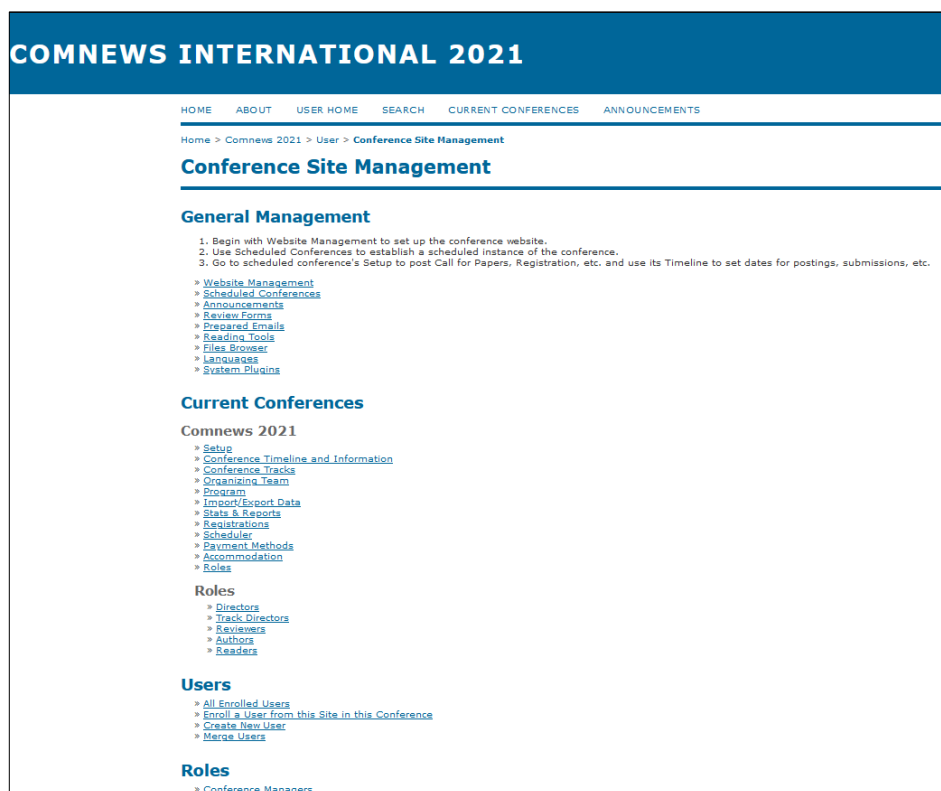 COMNEWS INTERNATIONAL 2021
HOME ABOUT USER HOME SEARCH CURRENT CONFERENCES ANNOUNCEMENTS
Home > Comnews 2021 > User > Conference Site Management
Conference Site Management
General Management
1. Begin with Website Management to set up the conference website.
2. Use Scheduled Conferences to establish a scheduled instance of the conference.
3. Go to scheduled conference's Setup to post Call for Papers, Registration, etc. and use its Timeline to set dates for postings, submissions, etc.
» Website Management
» Scheduled Conferences
» Announcements
» Review Forms
» Prepared Emails
» Reading Tools
» Files Browser
» Languages
» System Plugins
Current Conferences
Comnews 2021
» Setup
» Conference Timeline and Information
» Conference Tracks
» Organizing Team
» Program
» Import/Export Data
» Stats & Reports
» Registrations
» Scheduler
» Payment Methods
» Accommodation
» Roles
Roles
» Directors
» Track Directors
» Reviewers
» Authors
» Readers
Users
» All Enrolled Users
» Enroll a User from this Site in this Conference
» Create New User
» Merge Users
Roles
» Conference Managers